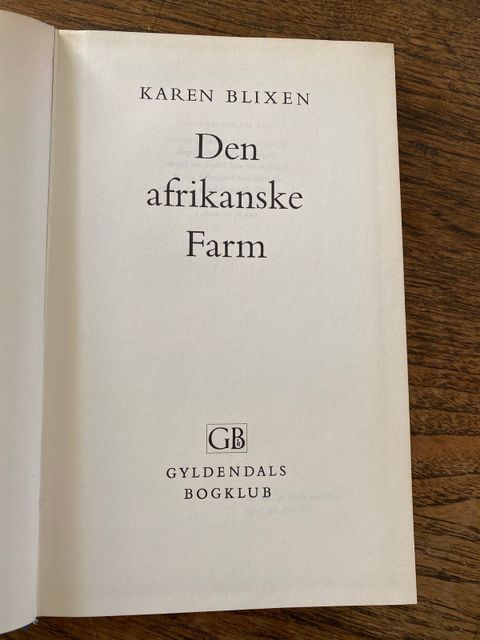 KAREN BLIXEN
Den
afrikanske
Farm
GB
GYLDENDALS
BOGKLUB